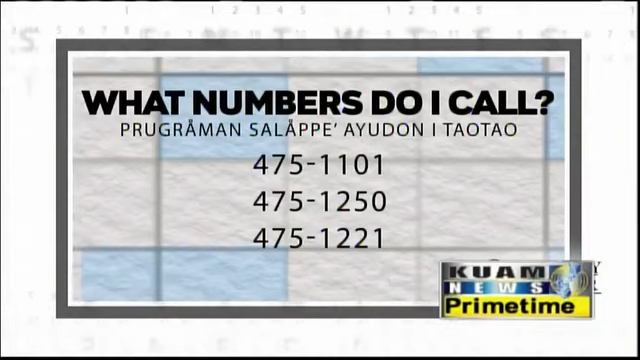 WHAT NUMBERS DO I CALL?
PRUGRÅMAN SALÅPPE' AYUDON I TAOTAO
475-1101
475-1250
475-1221
KUAM
NEWS
Primetime